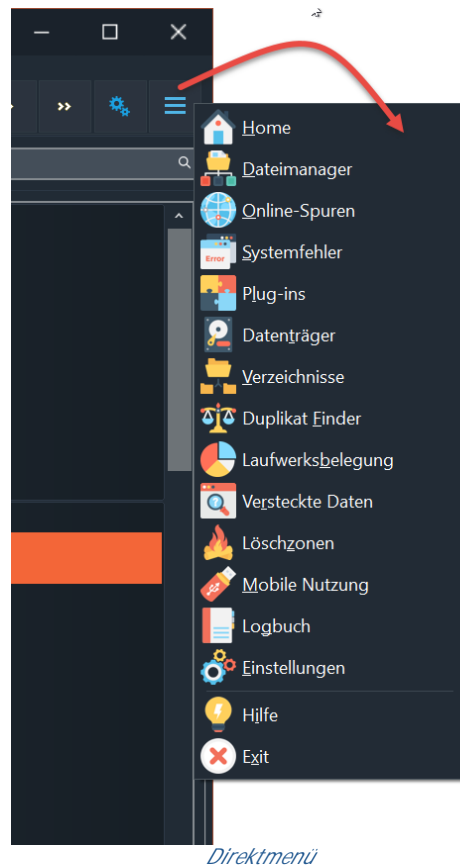 Home
Dateimanager
Online-Spuren
Error
Systemfehler
Plug-ins
Datenträger
Verzeichnisse
Duplikat Finder
Laufwerksbelegung
Versteckte Daten
Löschzonen
Mobile Nutzung
Logbuch
Einstellungen
Hilfe
Exit
Direktmenü